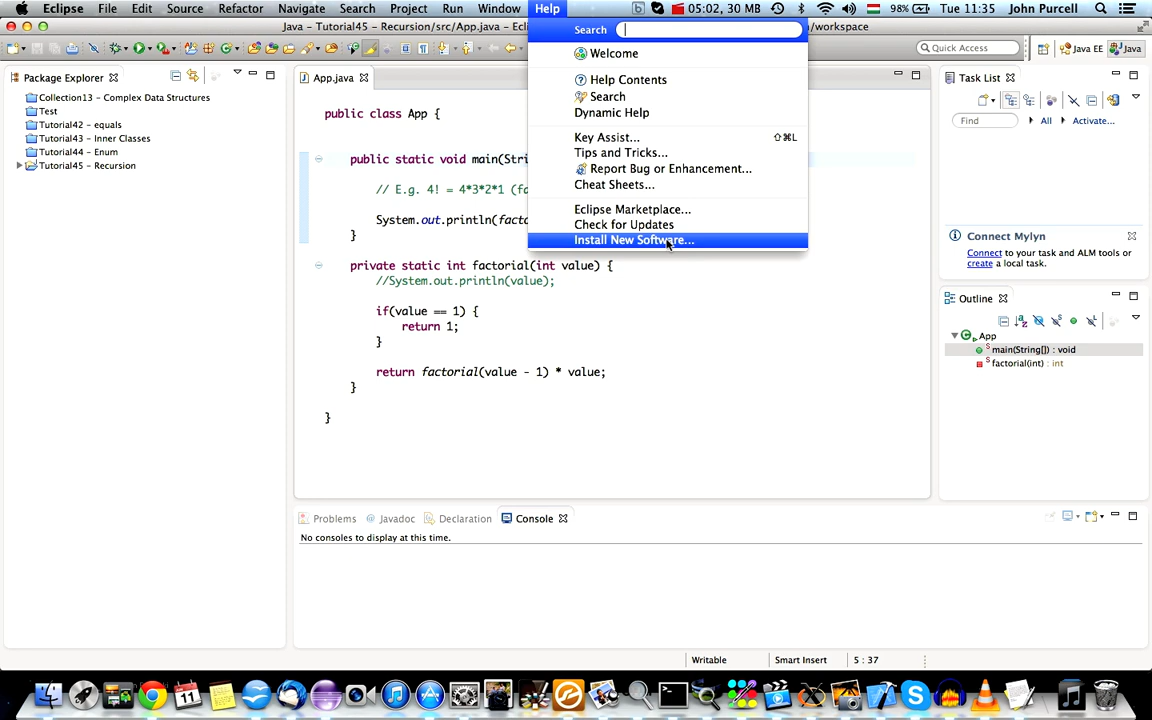 Eclipse File Edit Source Refactor Navigate Search Project Run Window Help 05:02, 30 MB 98% Tue 11:35 John Purcell
Java - Tutorial45 - Recursion/src/App.java - Ecl /workspace
Search
Quick Access Java EE Java
Package Explorer
Collection13 - Complex Data Structures
Test
Tutorial42 - equals
Tutorial43 - Inner Classes
Tutorial44 - Enum
Tutorial45 - Recursion
App.java
public class App {
public static void main(Stri
// E.g. 4! = 4*3*2*1 (fa
System.out.println(facto
}
private static int factorial(int value) {
//System.out.println(value);
if(value == 1) {
return 1;
}
return factorial(value - 1) * value;
}
}
Welcome
Help Contents
Search
Dynamic Help
Key Assist... ⇧⌘L
Tips and Tricks...
Report Bug or Enhancement...
Cheat Sheets...
Eclipse Marketplace...
Check for Updates
Install New Software...
Task List
Find All Activate...
Connect Mylyn
Connect to your task and ALM tools or
create a local task.
Outline
App
main(String[]) : void
factorial(int) : int
Problems Javadoc Declaration Console
No consoles to display at this time.
Writable Smart Insert 5 : 37